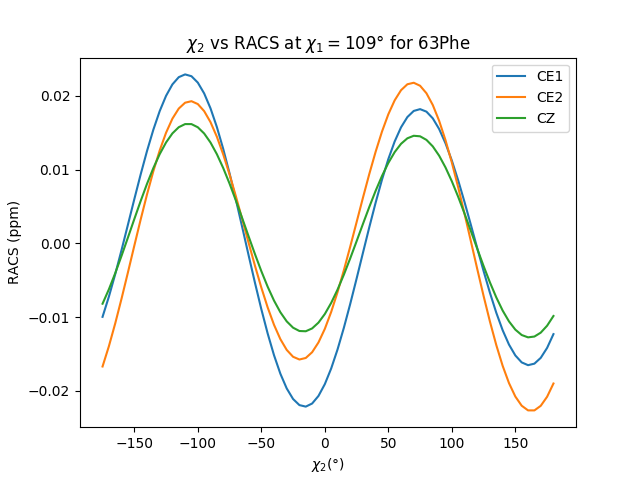 χ₂ vs RACS at χ₁ = 109° for 63Phe
CE1
CE2
CZ
RACS (ppm)
0.02
0.01
0.00
−0.01
−0.02
−150
−100
−50
0
50
100
150
χ₂(°)